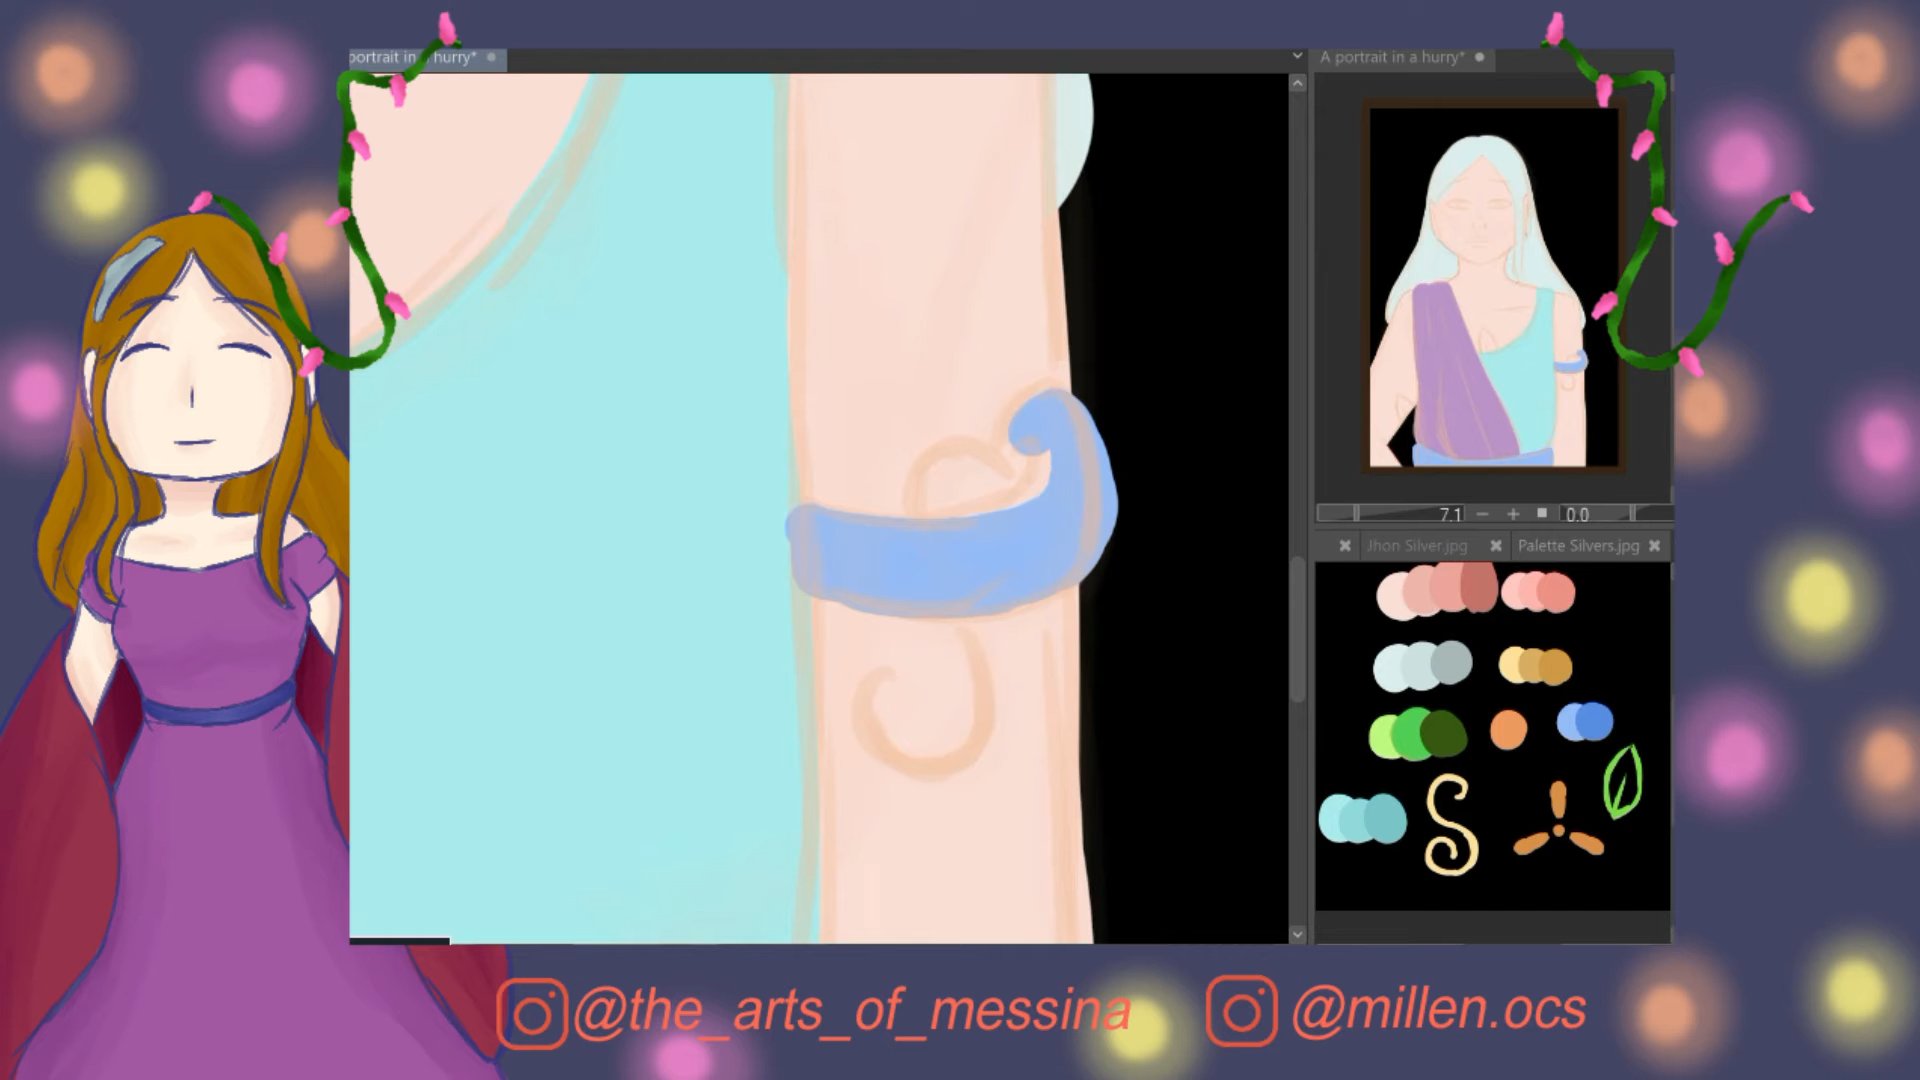 portrait in a hurry*
A portrait in a hurry*
7.1
0.0
Jhon Silver.jpg
Palette Silvers.jpg
@the_arts_of_messina
@millen.ocs